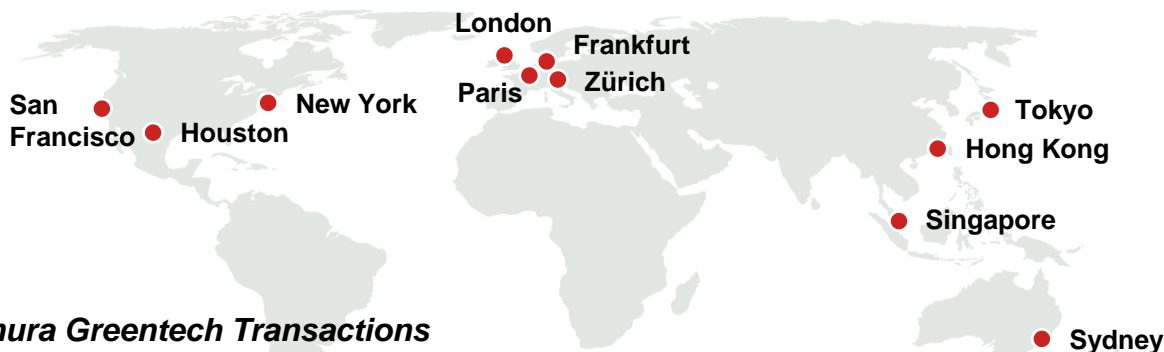 London
Frankfurt
Zürich
Paris
San
Francisco
Houston
New York
Tokyo
Hong Kong
Singapore
Greentech Transactions
Sydney